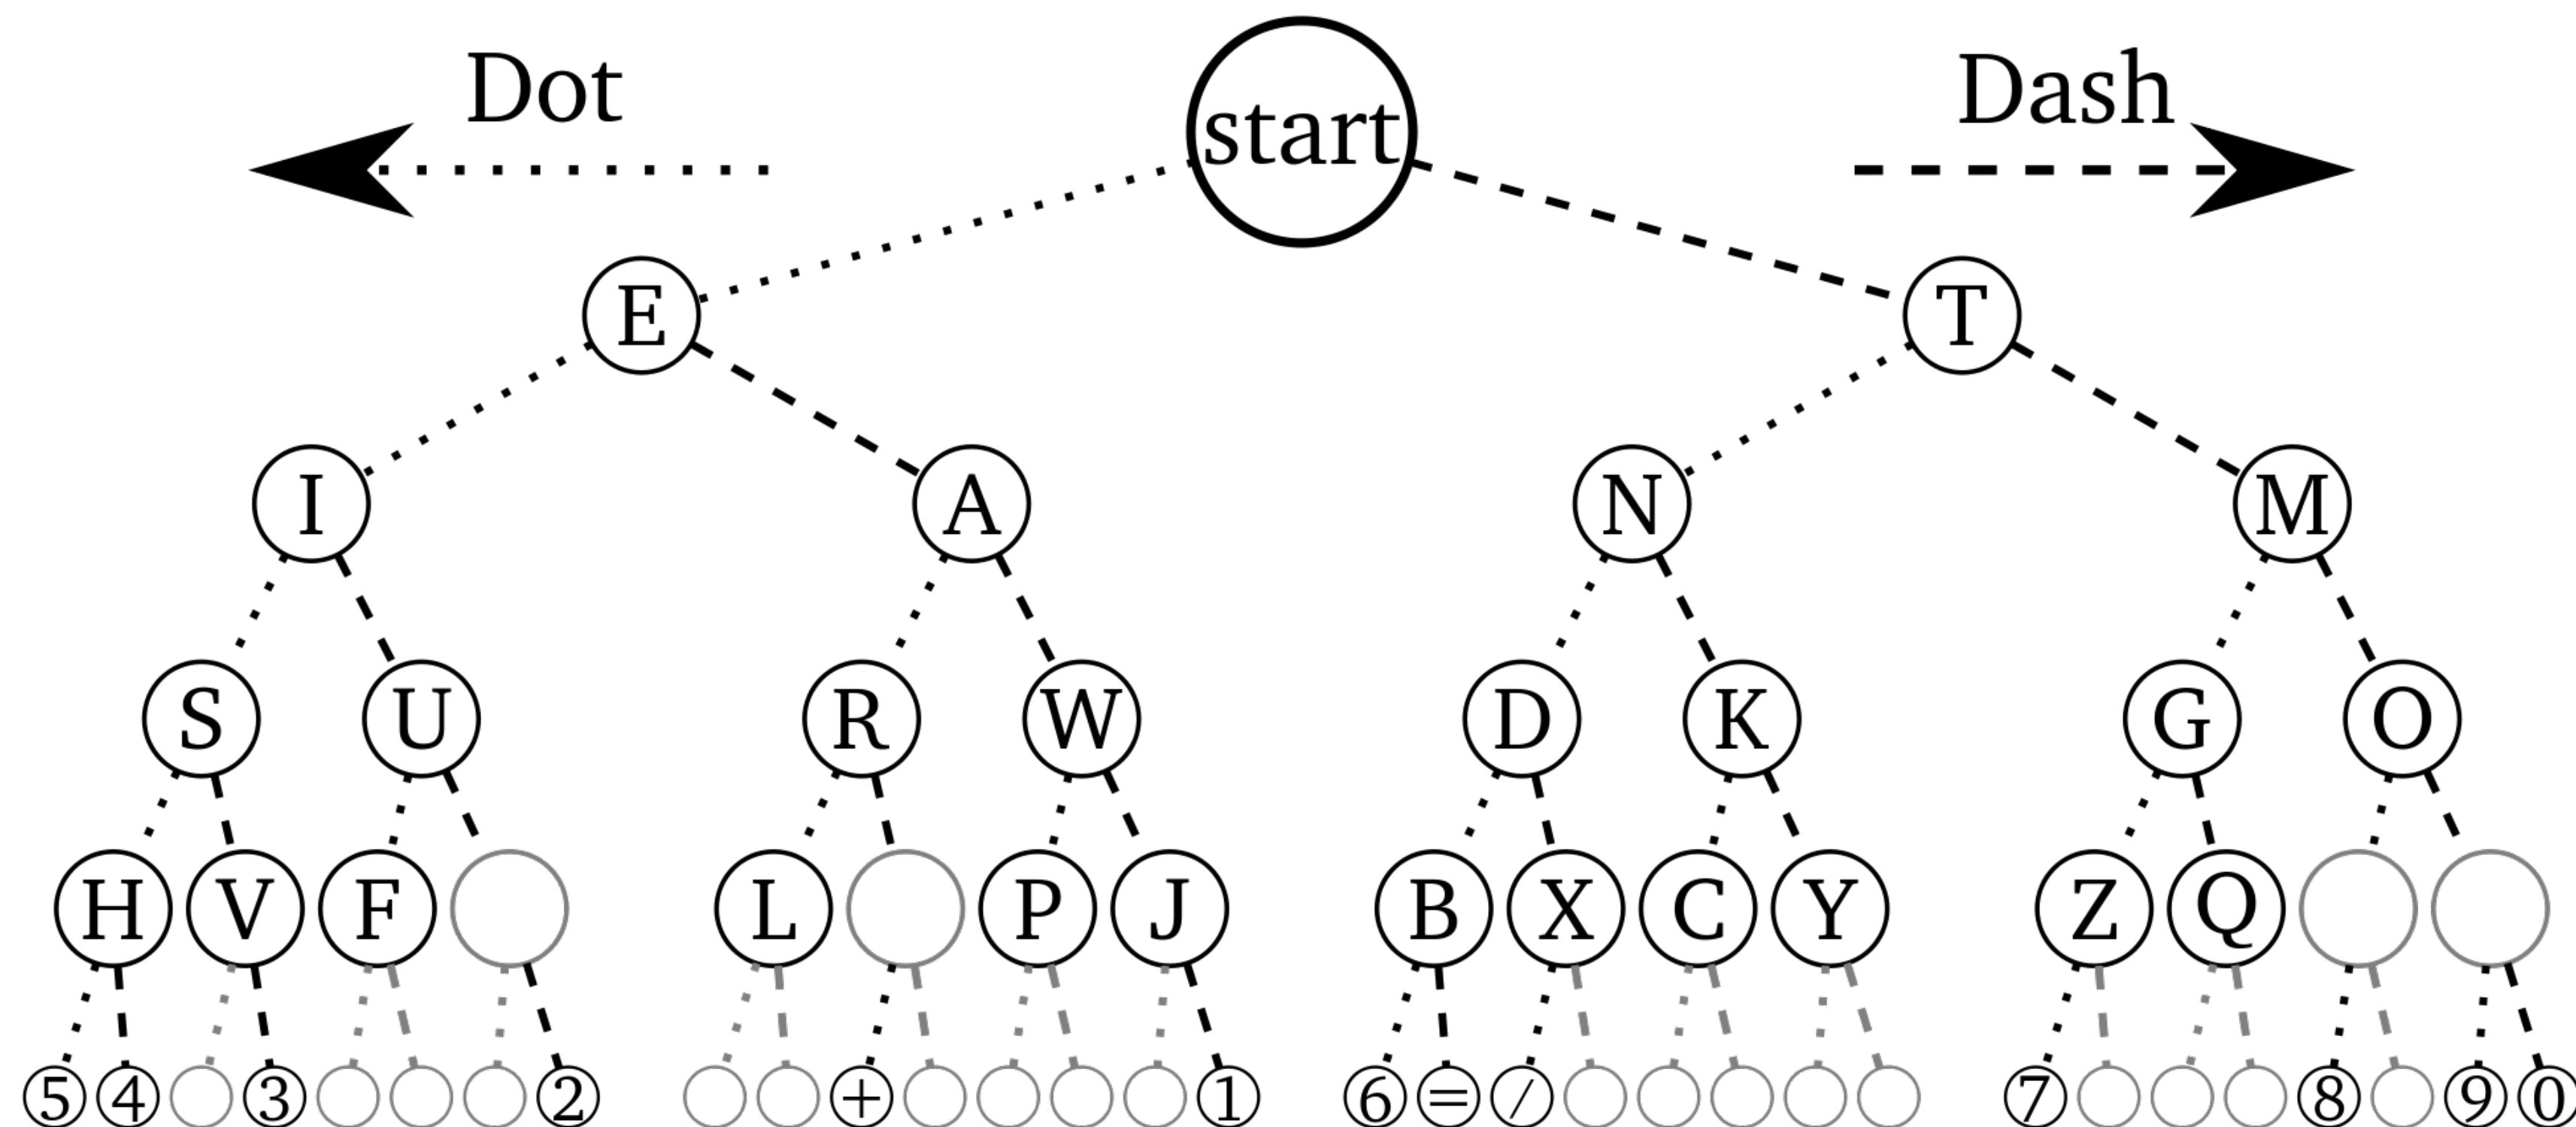 Dot start Dash
E T
I A N M
S U R W D K G O
H V F L P J B X C Y Z Q
5 4 3 2 + 1 6 = / 7 8 9 0